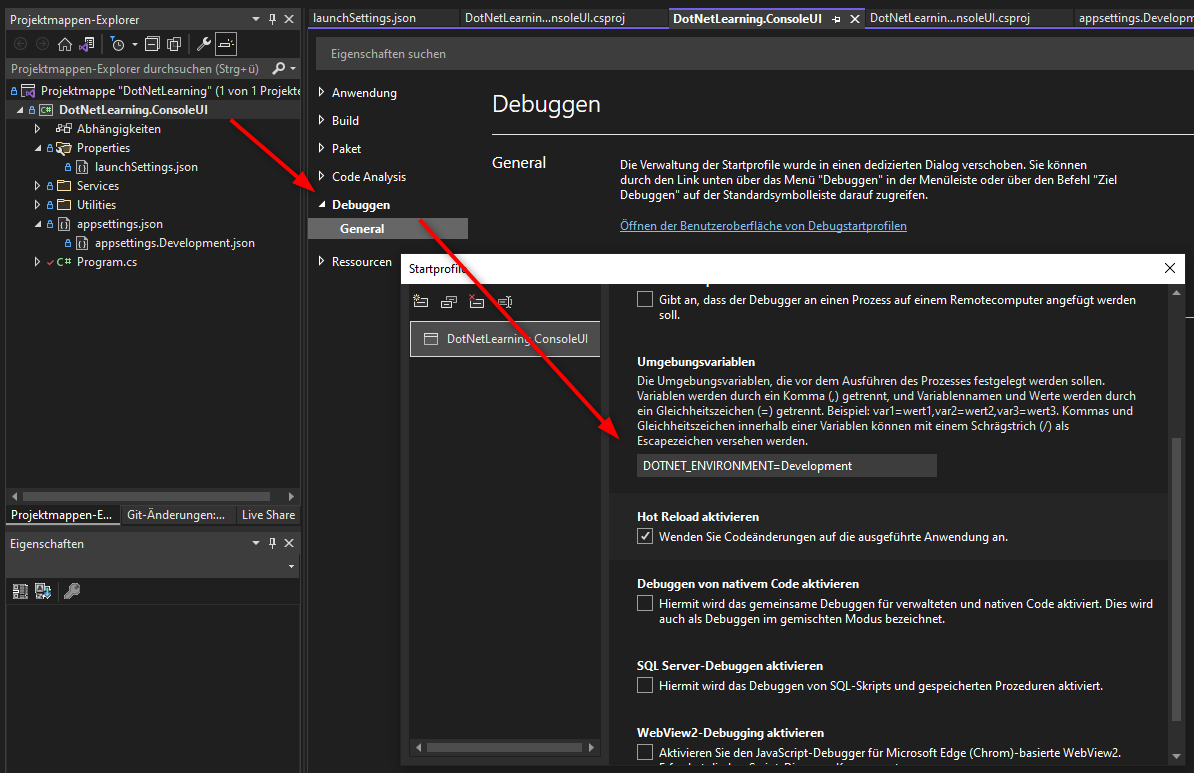 Projektmappen-Explorer
Projektmappen-Explorer durchsuchen (Strg+ü)
Projektmappe "DotNetLearning" (1 von 1 Projekte
DotNetLearning.ConsoleUI
Abhängigkeiten
Properties
launchSettings.json
Services
Utilities
appsettings.json
appsettings.Development.json
C# Program.cs
Projektmappen-E...
Git-Änderungen:...
Live Share
Eigenschaften
launchSettings.json
DotNetLearnin...nsoleUI.csproj
DotNetLearning.ConsoleUI
DotNetLearnin...nsoleUI.csproj
appsettings.Developm
Eigenschaften suchen
Anwendung
Build
Paket
Code Analysis
Debuggen
General
Ressourcen
Debuggen
General
Die Verwaltung der Startprofile wurde in einen dedizierten Dialog verschoben. Sie können
durch den Link unten über das Menü "Debuggen" in der Menüleiste oder über den Befehl "Ziel
Debuggen" auf der Standardsymbolleiste darauf zugreifen.
Öffnen der Benutzeroberfläche von Debugstartprofilen
Startprofile
DotNetLearning.ConsoleUI
Gibt an, dass der Debugger an einen Prozess auf einem Remotecomputer angefügt werden
soll.
Umgebungsvariablen
Die Umgebungsvariablen, die vor dem Ausführen des Prozesses festgelegt werden sollen.
Variablen werden durch ein Komma (,) getrennt, und Variablennamen und Werte werden durch
ein Gleichheitszeichen (=) getrennt. Beispiel: var1=wert1,var2=wert2,var3=wert3. Kommas und
Gleichheitszeichen innerhalb einer Variablen können mit einem Schrägstrich (/) als
Escapezeichen versehen werden.
DOTNET_ENVIRONMENT=Development
Hot Reload aktivieren
Wenden Sie Codeänderungen auf die ausgeführte Anwendung an.
Debuggen von nativem Code aktivieren
Hiermit wird das gemeinsame Debuggen für verwalteten und nativen Code aktiviert. Dies wird
auch als Debuggen im gemischten Modus bezeichnet.
SQL Server-Debuggen aktivieren
Hiermit wird das Debuggen von SQL-Skripts und gespeicherten Prozeduren aktiviert.
WebView2-Debugging aktivieren
Aktivieren Sie den JavaScript-Debugger für Microsoft Edge (Chrom)-basierte WebView2.